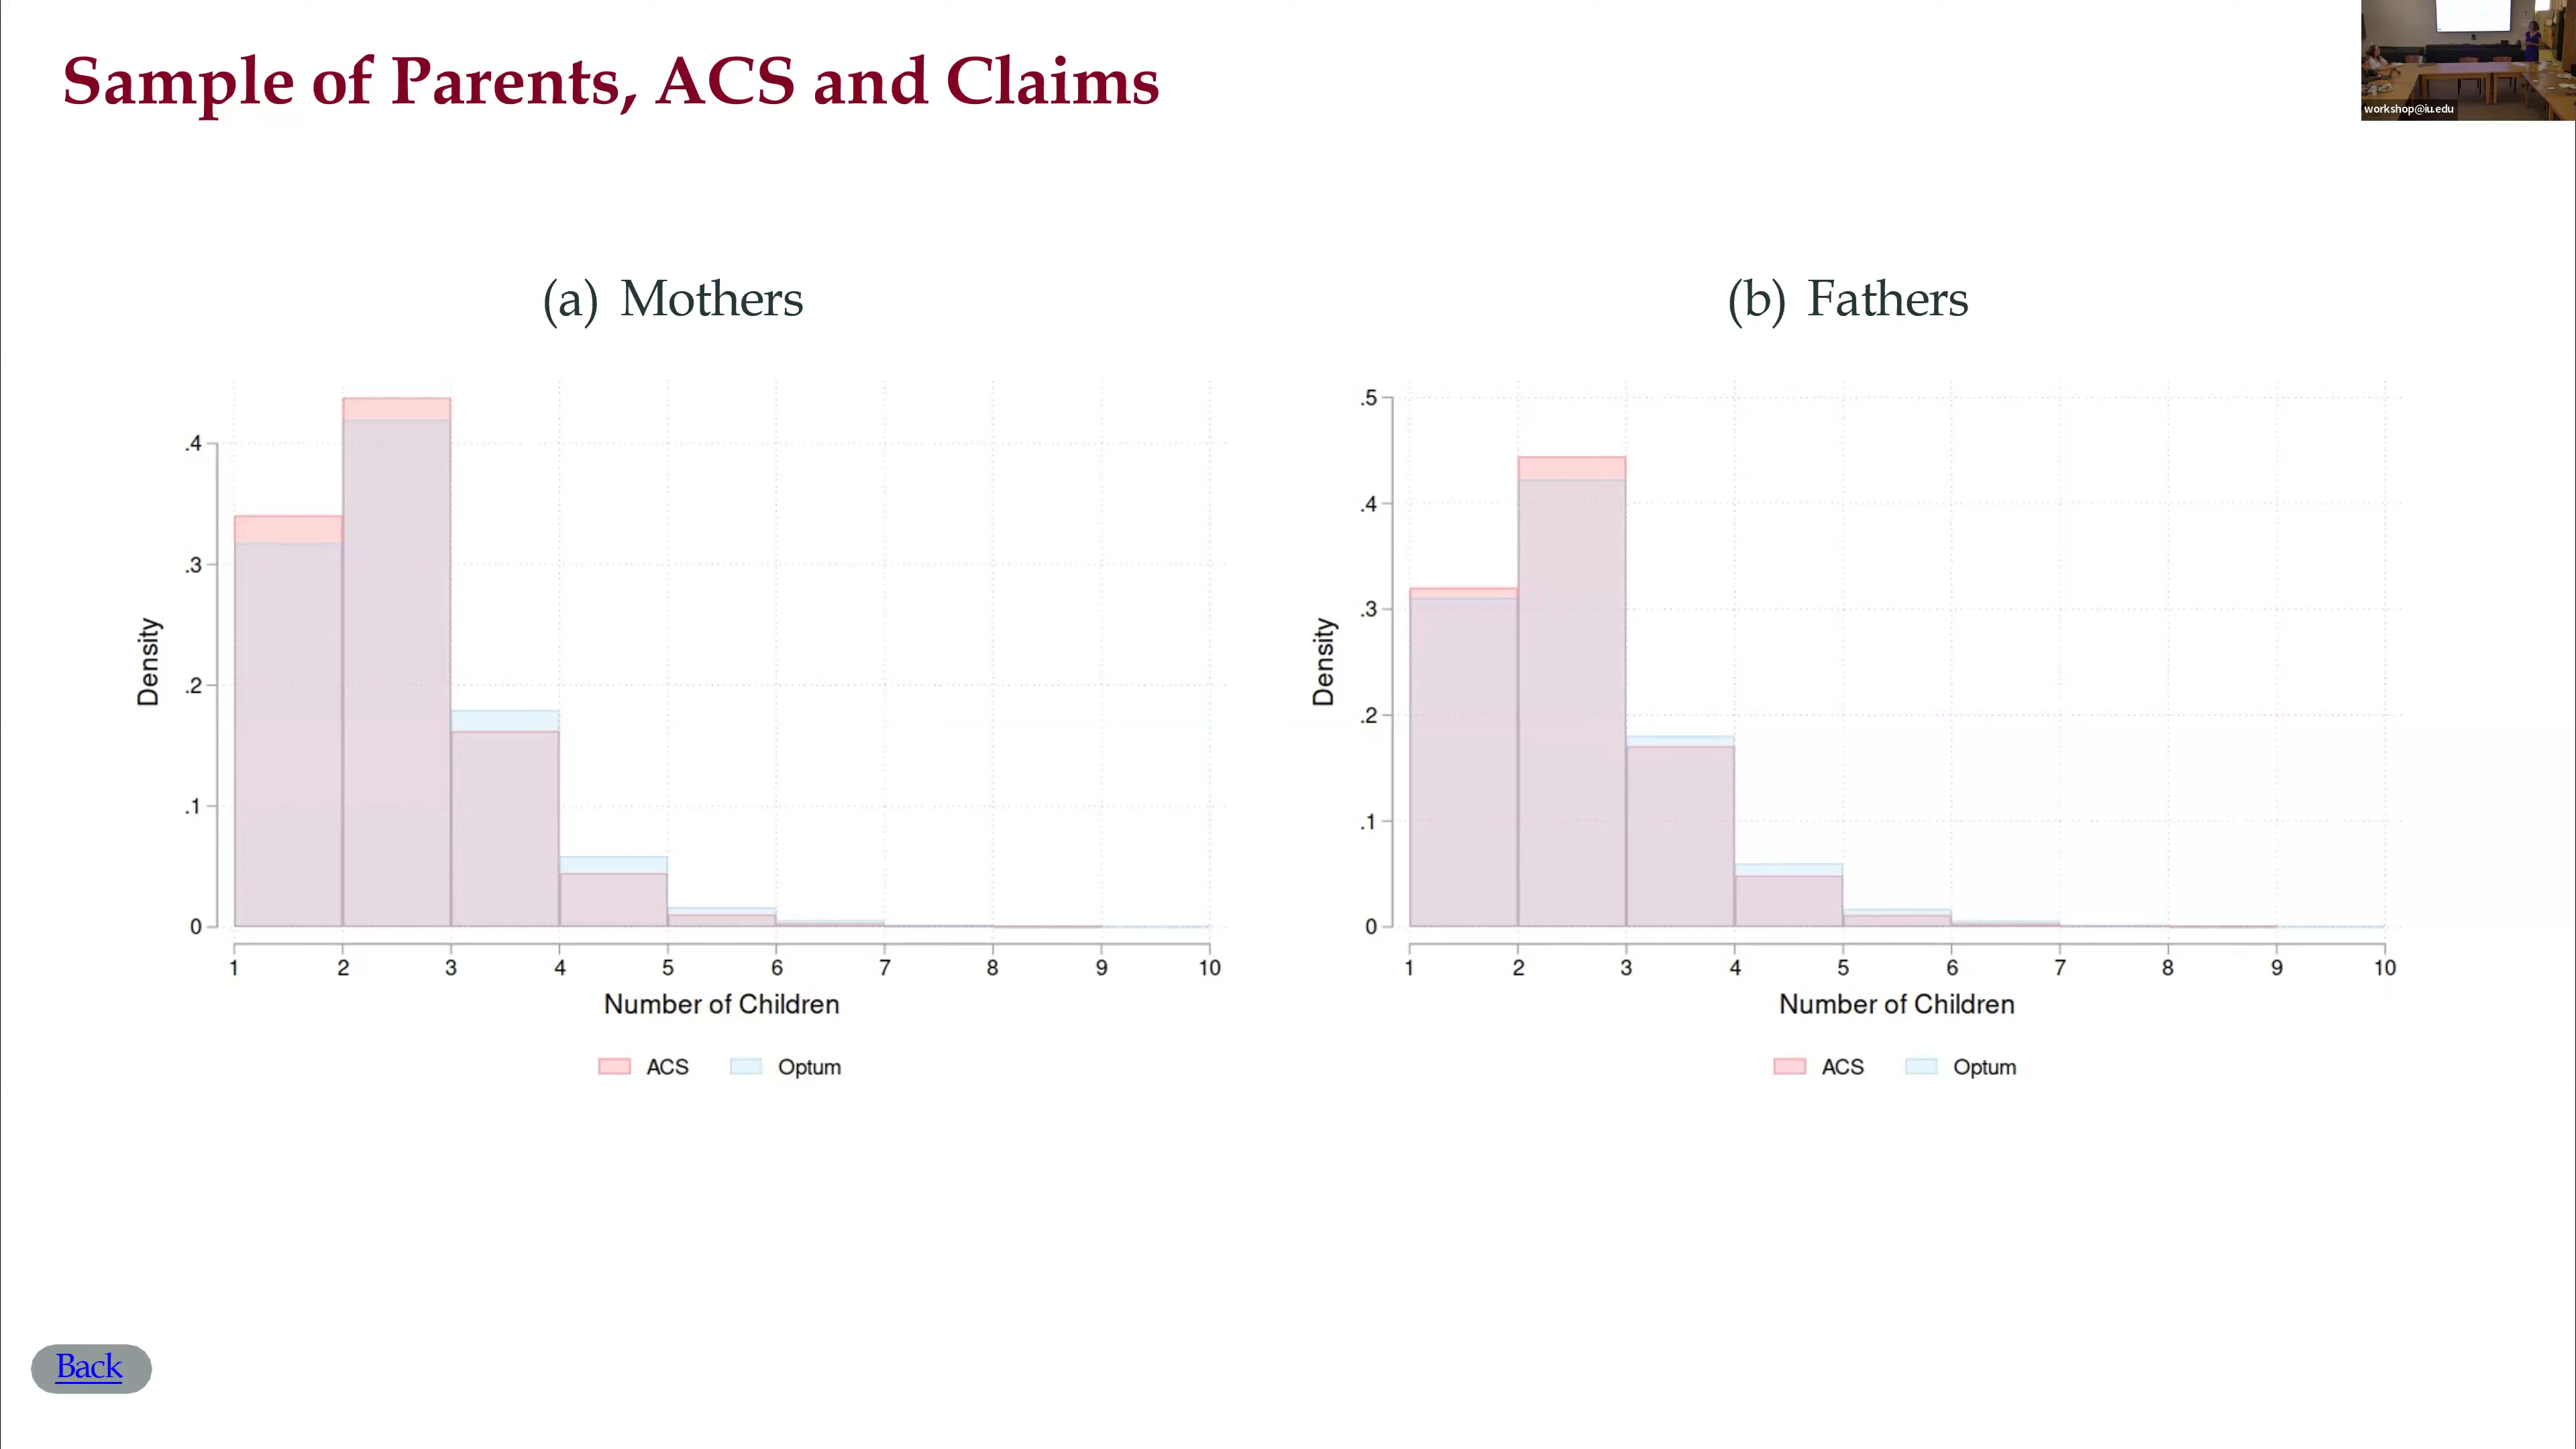 Sample of Parents, ACS and Claims
workshop@iu.edu
(a) Mothers
.4
.3
.2
.1
0
Density
1 2 3 4 5 6 7 8 9 10
Number of Children
ACS Optum
(b) Fathers
.5
.4
.3
.2
.1
0
Density
1 2 3 4 5 6 7 8 9 10
Number of Children
ACS Optum
Back